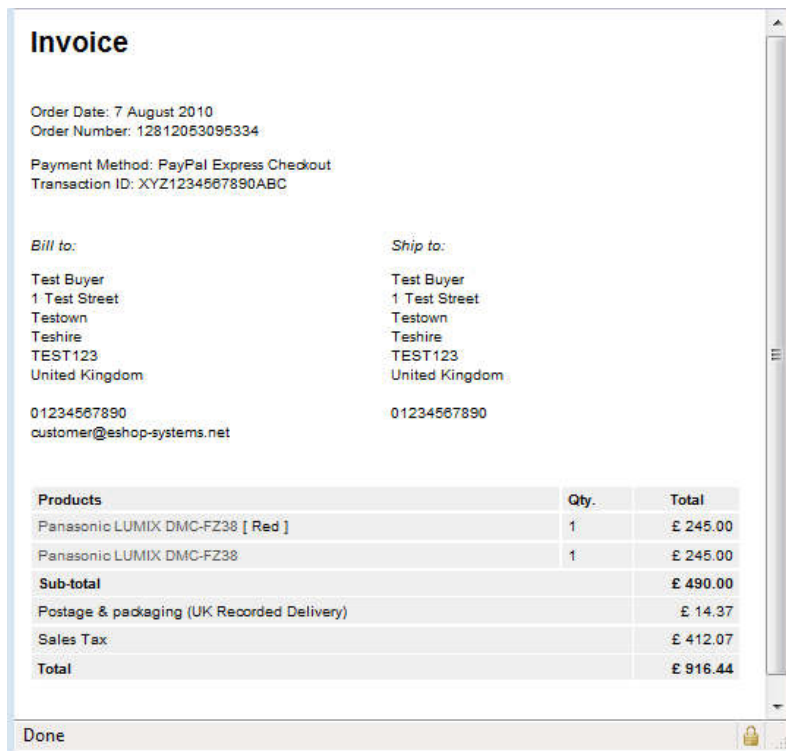 Invoice
Order Date: 7 August 2010
Order Number: 12812053095334
Payment Method: PayPal Express Checkout
Transaction ID: XYZ1234567890ABC
Bill to:
Test Buyer
1 Test Street
Testown
Teshire
TEST123
United Kingdom
01234567890
customer@eshop-systems.net
Ship to:
Test Buyer
1 Test Street
Testown
Teshire
TEST123
United Kingdom
01234567890
Products Qty. Total
Panasonic LUMIX DMC-FZ38 [ Red ] 1 £ 245.00
Panasonic LUMIX DMC-FZ38 1 £ 245.00
Sub-total £ 490.00
Postage & packaging (UK Recorded Delivery) £ 14.37
Sales Tax £ 412.07
Total £ 916.44
Done